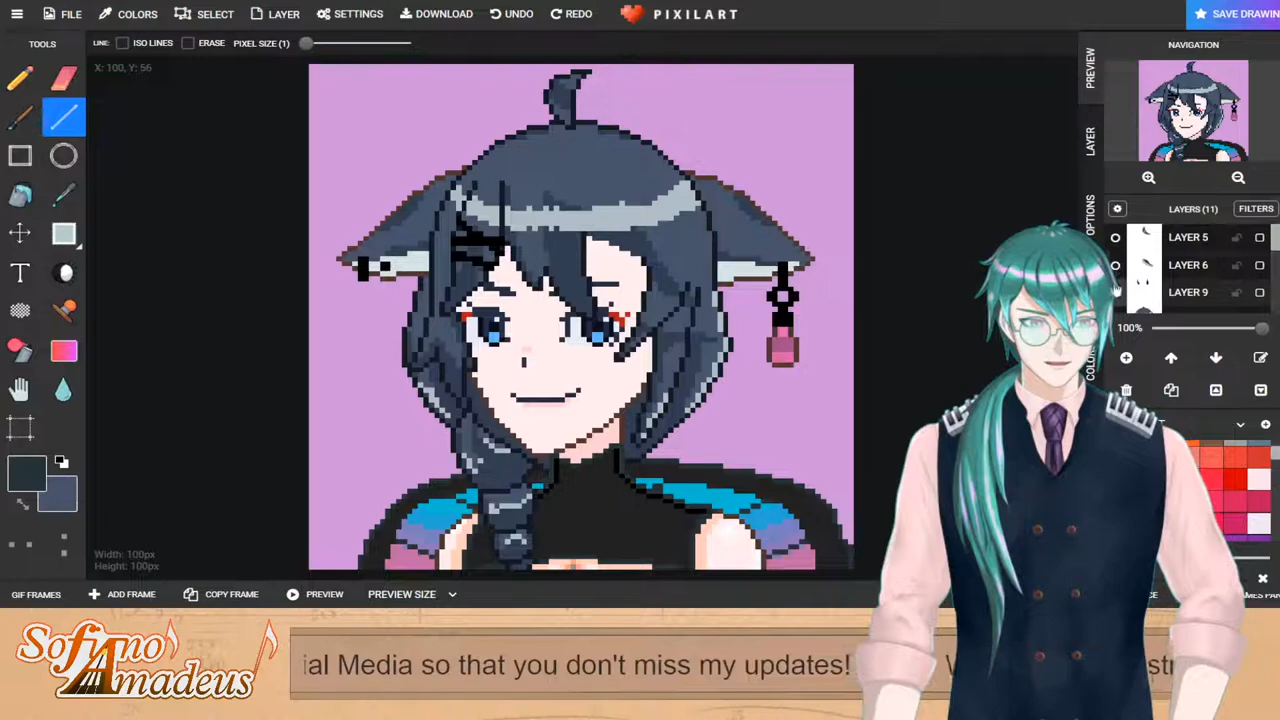 FILE COLORS SELECT LAYER SETTINGS DOWNLOAD UNDO REDO PIXILART SAVE DRAWIN
TOOLS
LINE: ISO LINES ERASE PIXEL SIZE (1)
NAVIGATION
X: 100, Y: 56
PREVIEW
LAYER
OPTIONS
LAYERS (11) FILTERS
LAYER 5
LAYER 6
LAYER 9
100%
Width: 100px
Height: 100px
GIF FRAMES ADD FRAME COPY FRAME PREVIEW PREVIEW SIZE
Sofiano
Amadeus
ial Media so that you don't miss my updates!